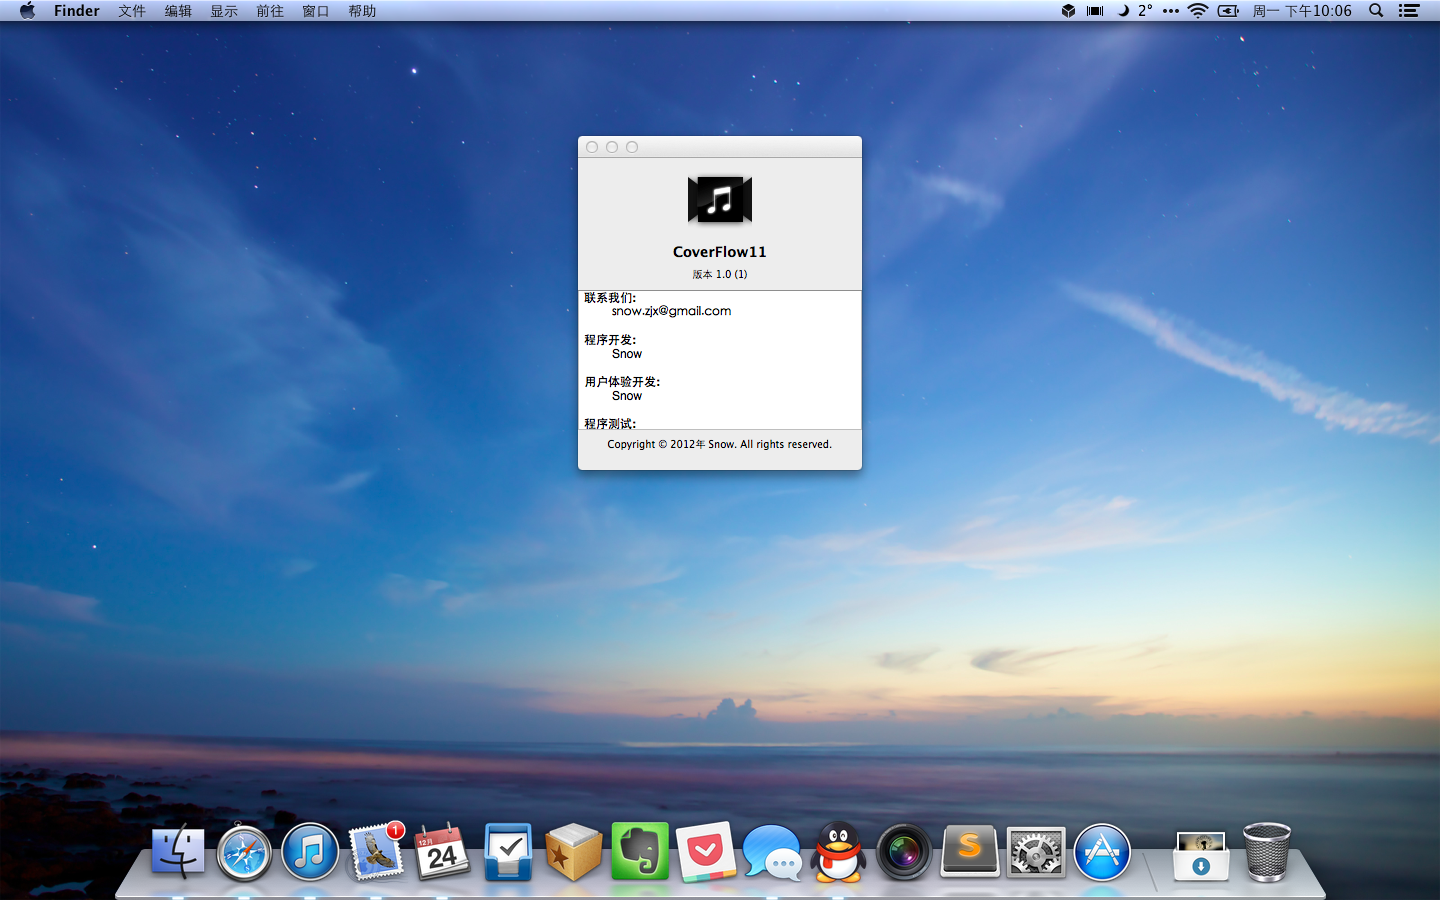 Finder 文件 编辑 显示 前往 窗口 帮助 2° 周一 下午10:06
CoverFlow11
版本 1.0 (1)
联系我们:
snow.zjx@gmail.com
程序开发:
Snow
用户体验开发:
Snow
程序测试:
Copyright © 2012年 Snow. All rights reserved.
1
12月
24
S